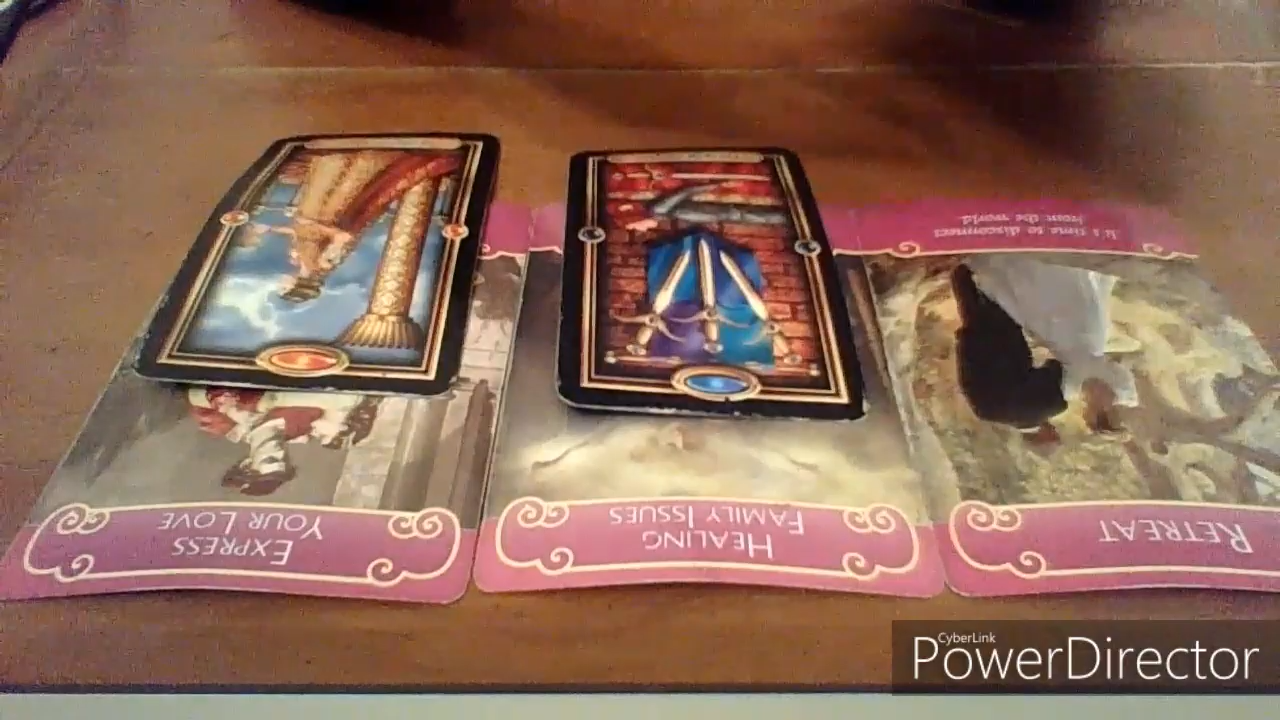 It's time to disconnect
from the world.
EXPRESS
YOUR LOVE
HEALING
FAMILY ISSUES
RETREAT
CyberLink
PowerDirector